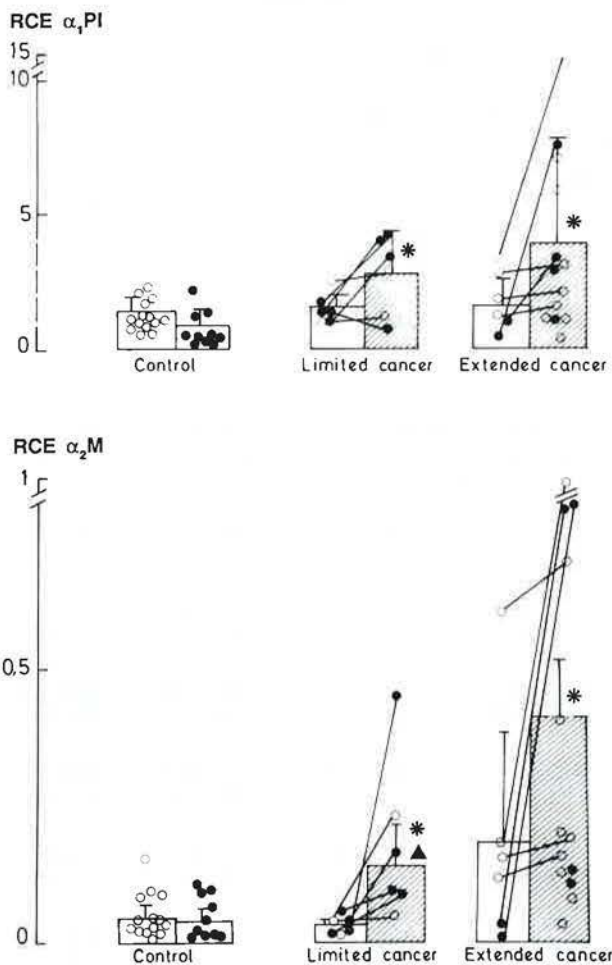 RCE α₁PI
15
10
5
0
*
*
Control
Limited cancer
Extended cancer
RCE α₂M
1
0,5
0
*
*
Control
Limited cancer
Extended cancer